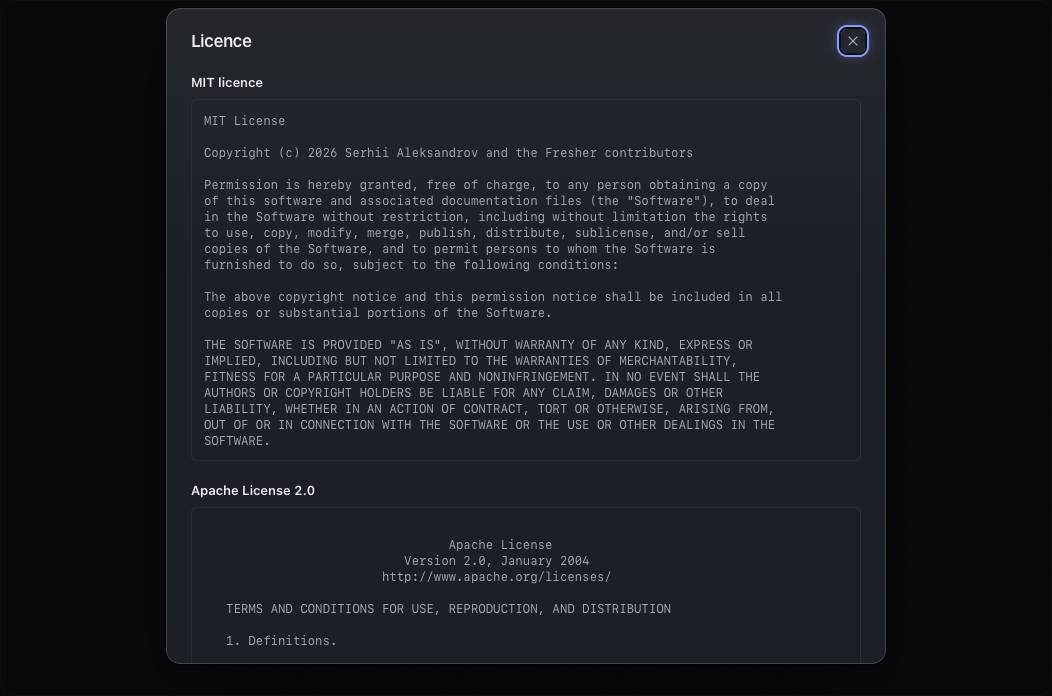 Licence
MIT licence
MIT License
Copyright (c) 2026 Serhii Aleksandrov and the Fresher contributors
Permission is hereby granted, free of charge, to any person obtaining a copy
of this software and associated documentation files (the "Software"), to deal
in the Software without restriction, including without limitation the rights
to use, copy, modify, merge, publish, distribute, sublicense, and/or sell
copies of the Software, and to permit persons to whom the Software is
furnished to do so, subject to the following conditions:
The above copyright notice and this permission notice shall be included in all
copies or substantial portions of the Software.
THE SOFTWARE IS PROVIDED "AS IS", WITHOUT WARRANTY OF ANY KIND, EXPRESS OR
IMPLIED, INCLUDING BUT NOT LIMITED TO THE WARRANTIES OF MERCHANTABILITY,
FITNESS FOR A PARTICULAR PURPOSE AND NONINFRINGEMENT. IN NO EVENT SHALL THE
AUTHORS OR COPYRIGHT HOLDERS BE LIABLE FOR ANY CLAIM, DAMAGES OR OTHER
LIABILITY, WHETHER IN AN ACTION OF CONTRACT, TORT OR OTHERWISE, ARISING FROM,
OUT OF OR IN CONNECTION WITH THE SOFTWARE OR THE USE OR OTHER DEALINGS IN THE
SOFTWARE.
Apache License 2.0
Apache License
Version 2.0, January 2004
http://www.apache.org/licenses/
TERMS AND CONDITIONS FOR USE, REPRODUCTION, AND DISTRIBUTION
1. Definitions.